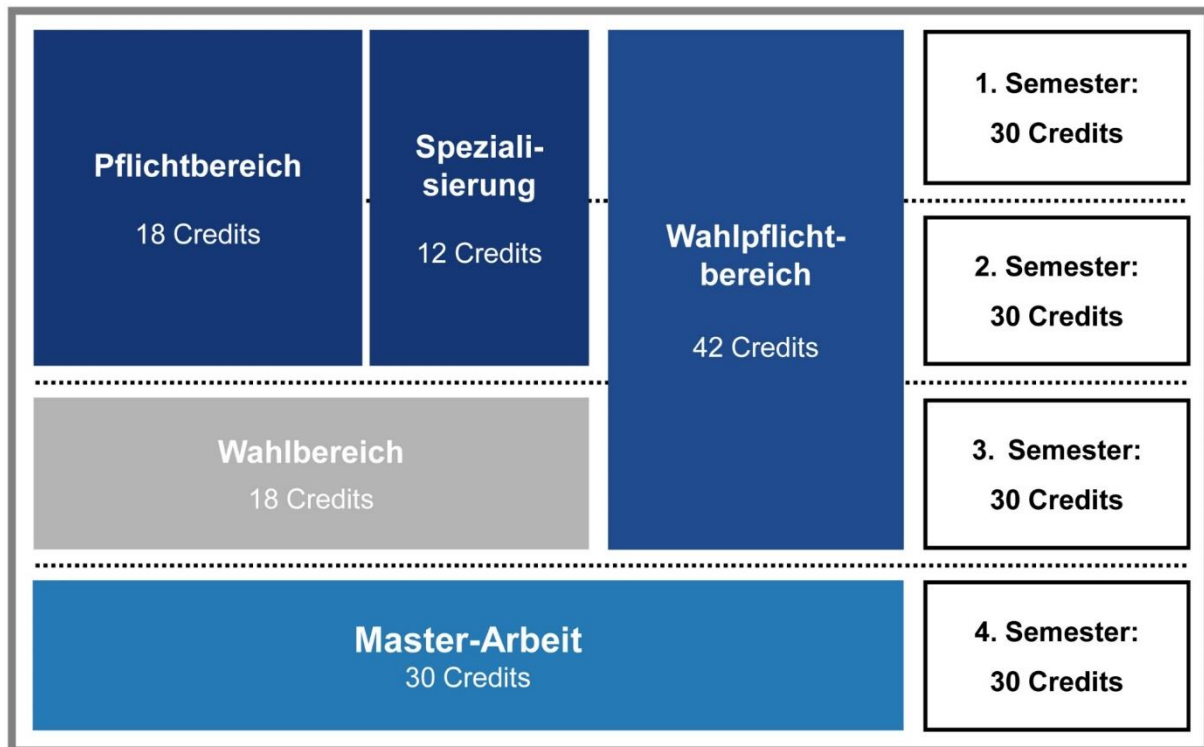 Pflichtbereich
18 Credits
Speziali-
sierung
12 Credits
Wahlpflicht-
bereich
42 Credits
1. Semester:
30 Credits
2. Semester:
30 Credits
Wahlbereich
18 Credits
3. Semester:
30 Credits
Master-Arbeit
30 Credits
4. Semester:
30 Credits